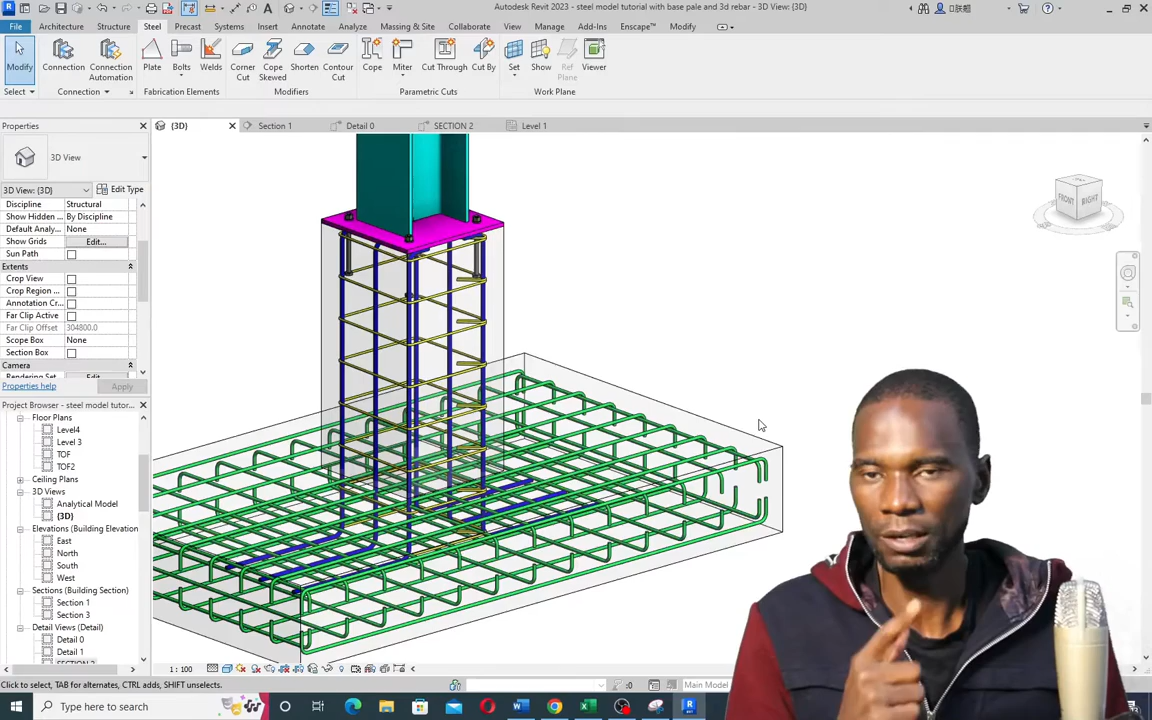 Autodesk Revit 2023 - steel model tutorial with base pale and 3d rebar - 3D View: {3D}
File Architecture Structure Steel Precast Systems Insert Annotate Analyze Massing & Site Collaborate View Manage Add-Ins Enscape™ Modify
Modify Connection Connection Automation Plate Bolts Welds Corner Cut Cope Skewed Shorten Contour Cut Cope Miter Cut Through Cut By Set Show Ref Plane Viewer
Select Connection Fabrication Elements Modifiers Parametric Cuts Work Plane
Properties
{3D} Section 1 Detail 0 SECTION 2 Level 1
3D View
3D View: {3D} Edit Type
Discipline Structural
Show Hidden ... By Discipline
Default Analy... None
Show Grids Edit...
Sun Path
Extents
Crop View
Crop Region ...
Annotation Cr...
Far Clip Active
Far Clip Offset 304800.0
Scope Box None
Section Box
Camera
Rendering Set... Edit...
Properties help Apply
Project Browser - steel model tutor...
Floor Plans
Level4
Level 3
TOF
TOF2
Ceiling Plans
3D Views
Analytical Model
{3D}
Elevations (Building Elevation
East
North
South
West
Sections (Building Section)
Section 1
Section 3
Detail Views (Detail)
Detail 0
Detail 1
SECTION 2
FRONT RIGHT
1 : 100
Click to select, TAB for alternates, CTRL adds, SHIFT unselects.
:0
Main Model
Type here to search